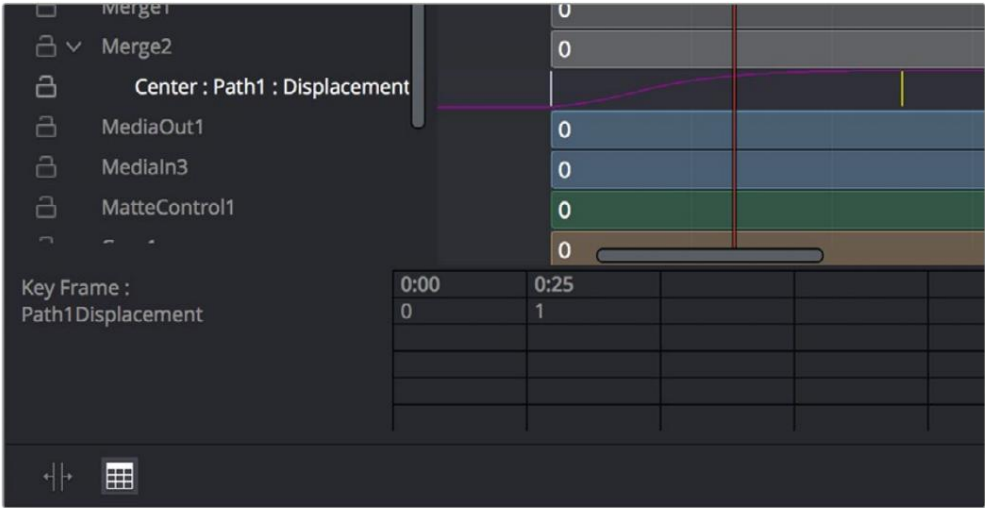 Merge1 0
Merge2 0
Center : Path1 : Displacement
MediaOut1 0
MediaIn3 0
MatteControl1 0
0
Key Frame : 0:00 0:25
Path1Displacement 0 1